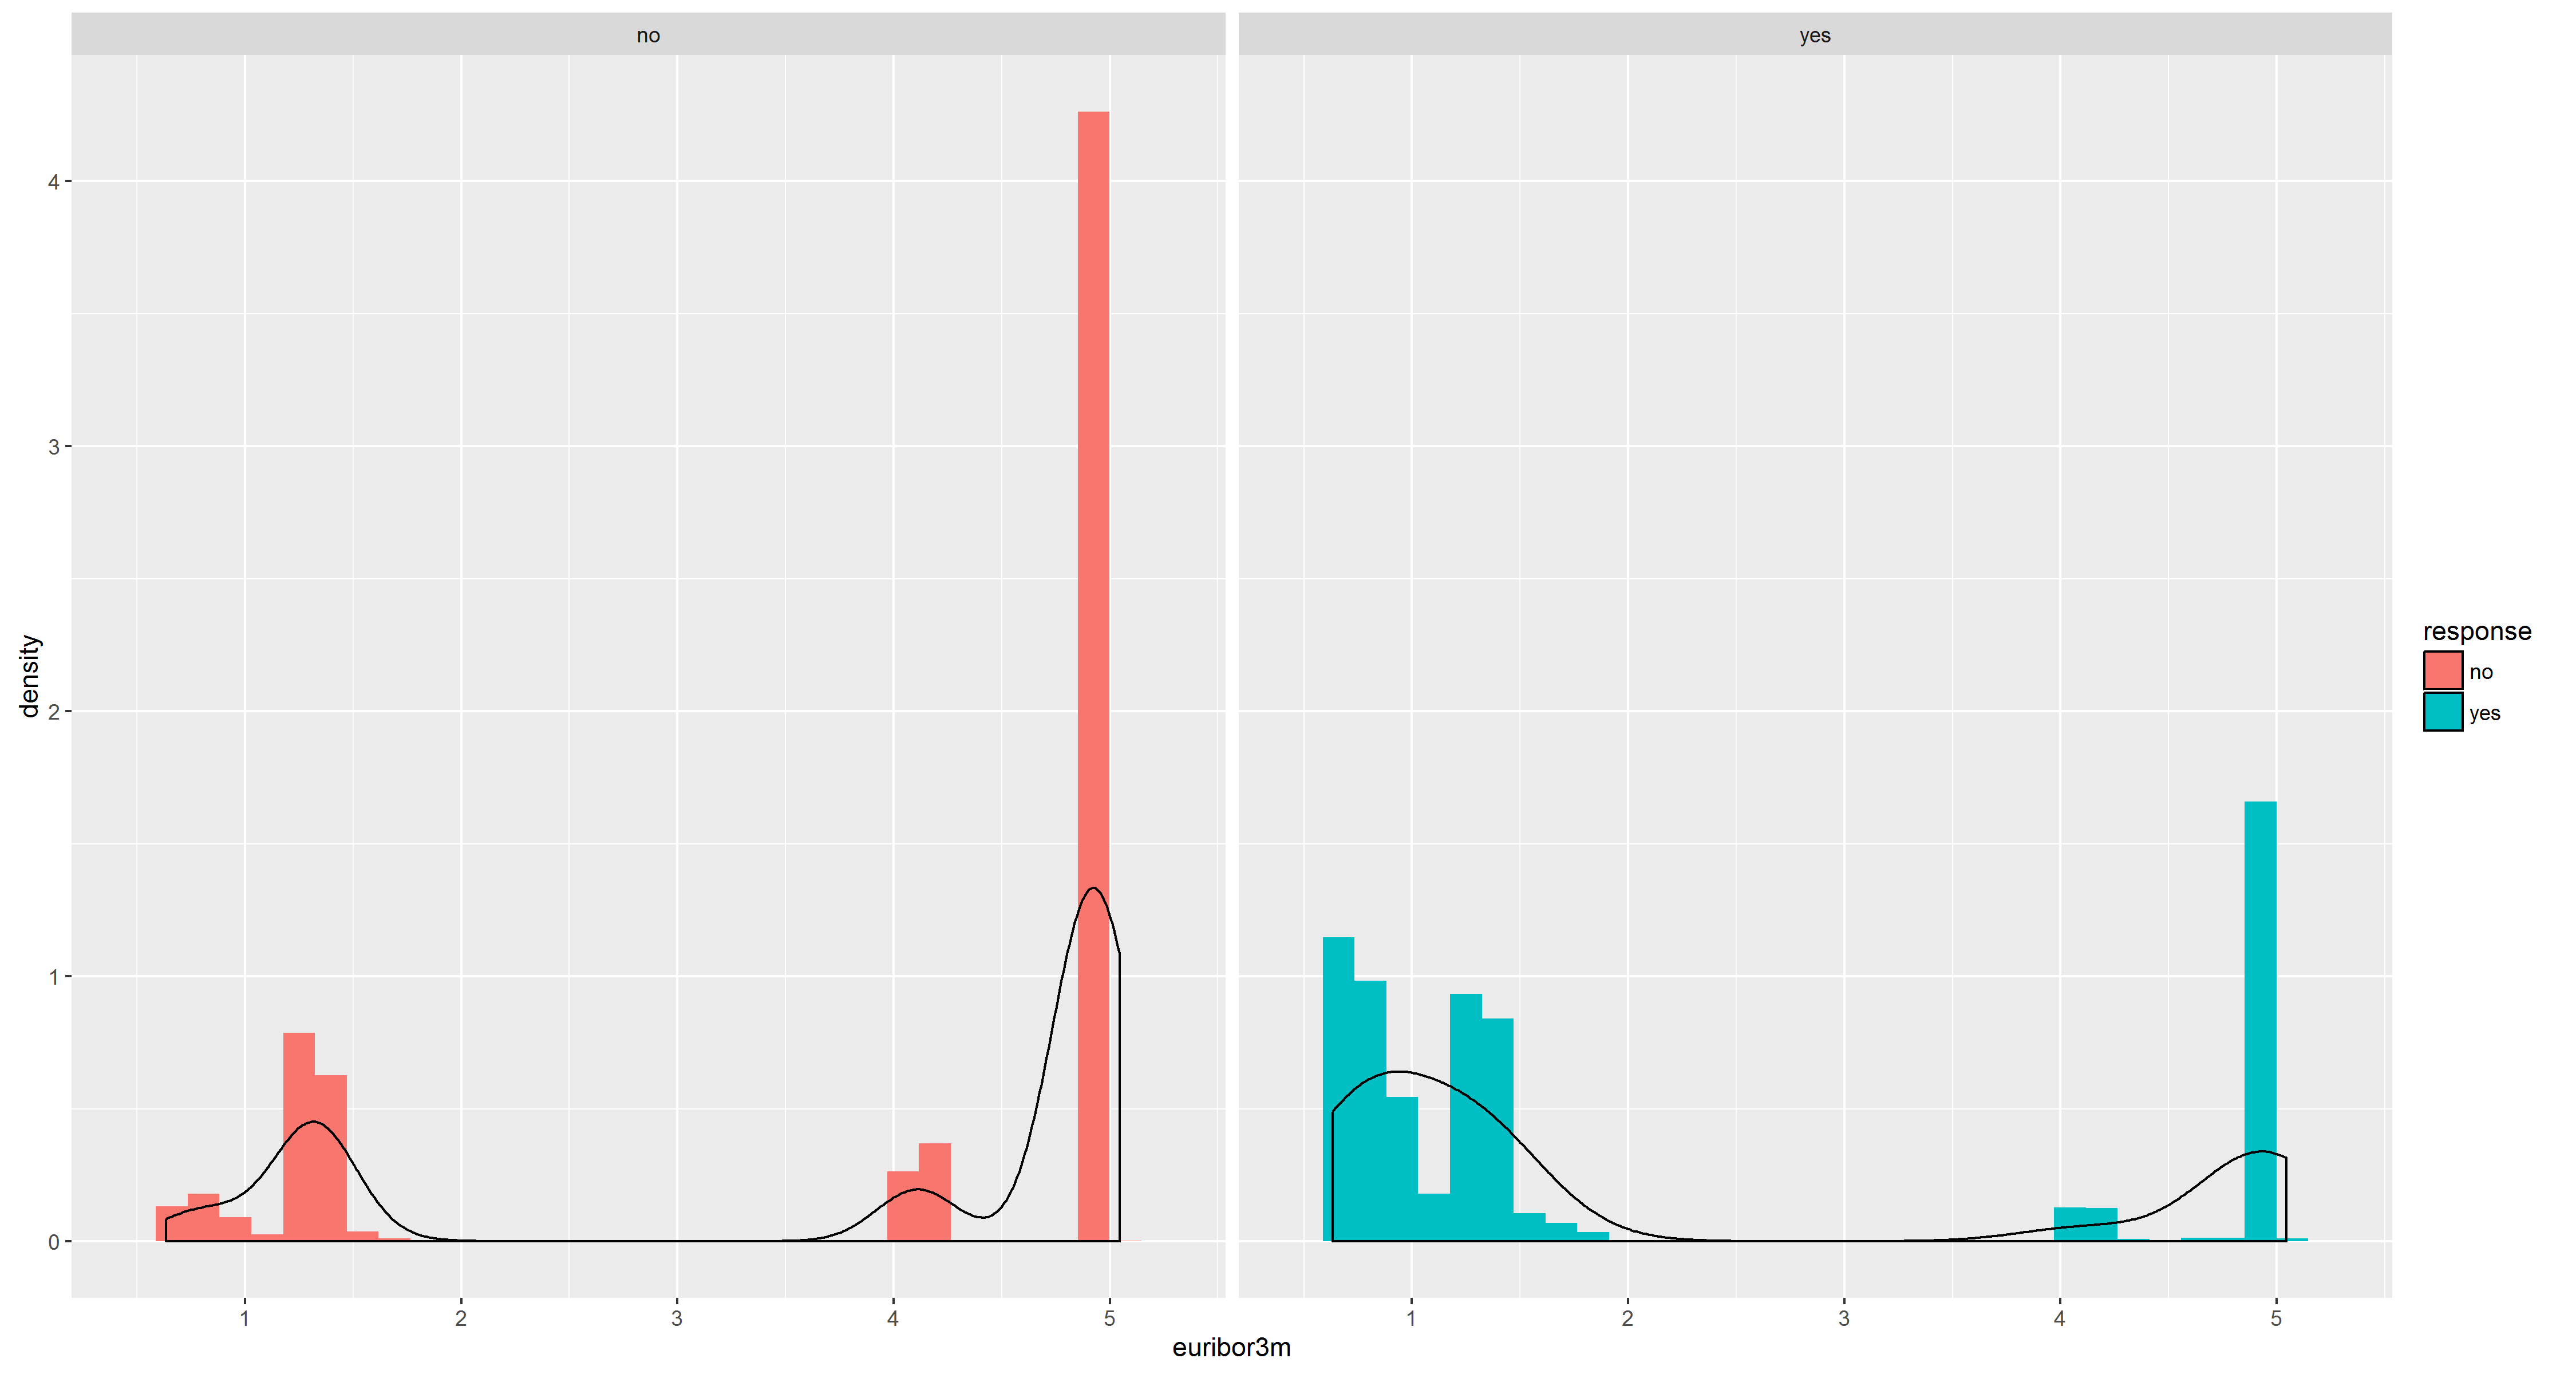 no
yes
4
3
2
1
0
density
1 2 3 4 5
1 2 3 4 5
euribor3m
response
no
yes